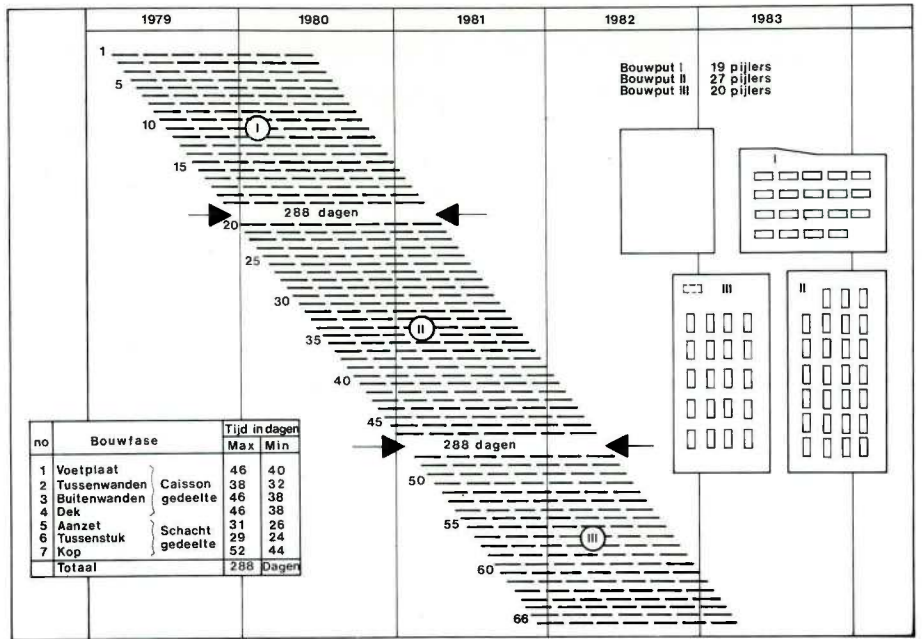 1979 1980 1981 1982 1983
1
5
10
15
20
25
30
35
40
45
50
55
60
66
I
288 dagen
II
288 dagen
III
Bouwput I 19 pijlers
Bouwput II 27 pijlers
Bouwput III 20 pijlers
I
III
II
no Bouwfase Tijd in dagen
Max Min
1 Voetplaat 46 40
2 Tussenwanden Caisson 38 32
3 Buitenwanden gedeelte 46 38
4 Dek 46 38
5 Aanzet Schacht 31 26
6 Tussenstuk gedeelte 29 24
7 Kop 52 44
Totaal 288 Dagen